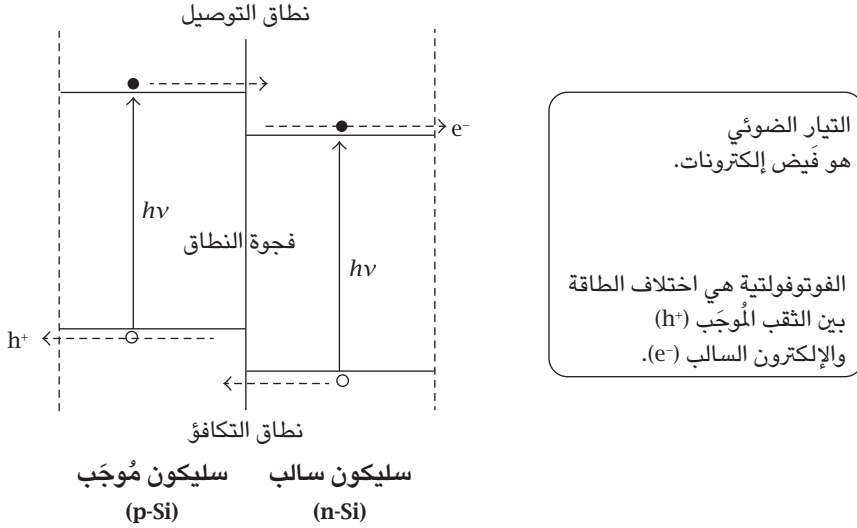 نطاق التوصيل
e⁻
hν
فجوة النطاق
hν
h⁺
نطاق التكافؤ
سليكون مُوجَب
(p-Si)
سليكون سالب
(n-Si)
التيار الضوئي
هو فَيض إلكترونات.
الفوتوفولتية هي اختلاف الطاقة
بين الثقب المُوجَب (h⁺)
والإلكترون السالب (e⁻).